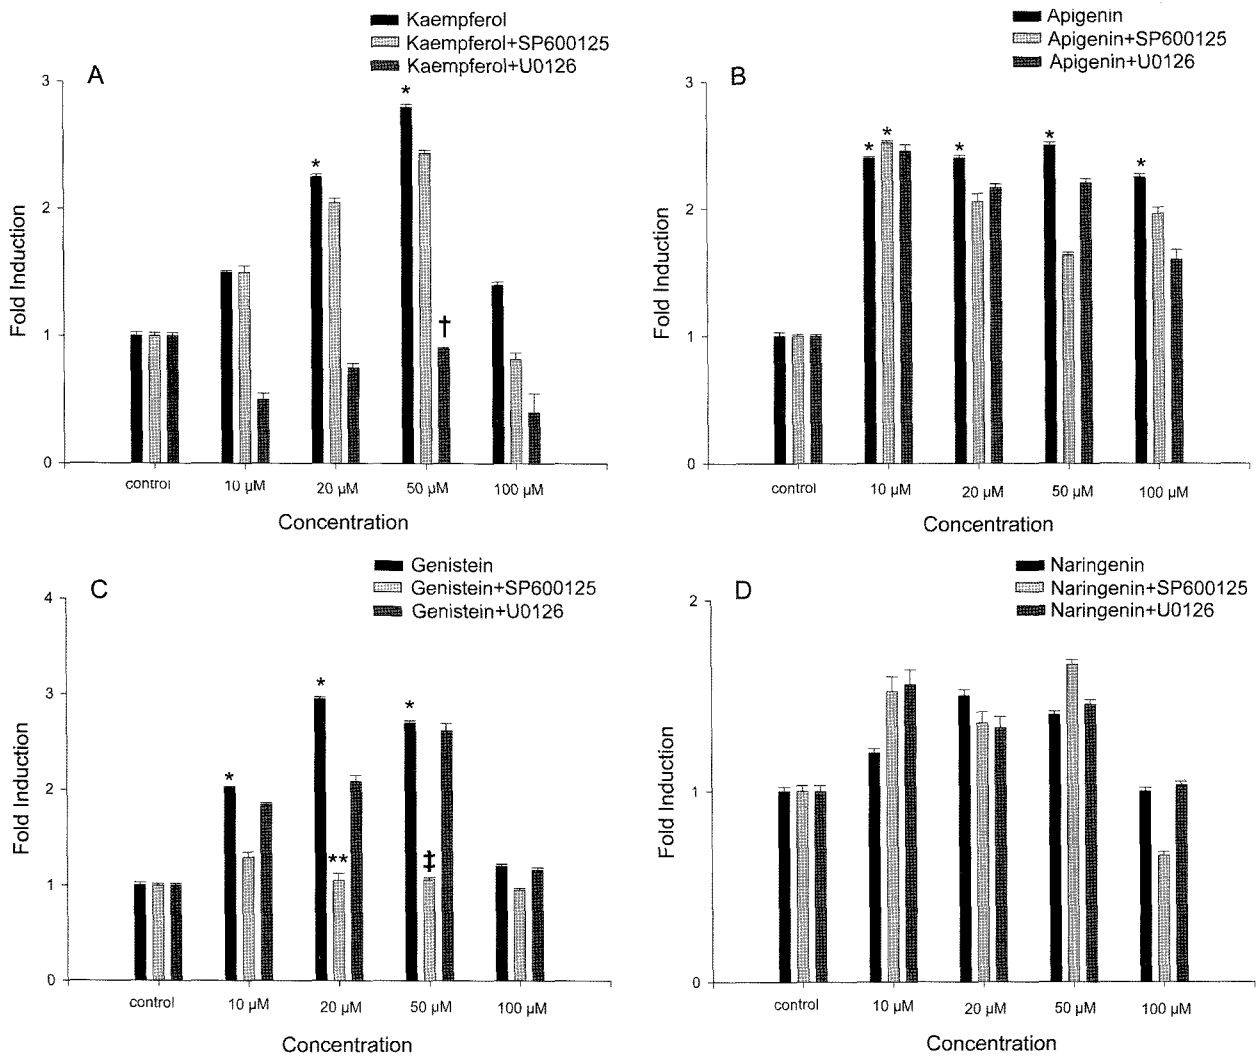 A
Kaempferol
Kaempferol+SP600125
Kaempferol+U0126
3
2
1
0
Fold Induction
*
*
†
control
10 µM
20 µM
50 µM
100 µM
Concentration
B
Apigenin
Apigenin+SP600125
Apigenin+U0126
3
2
1
0
Fold Induction
*
*
*
*
*
control
10 µM
20 µM
50 µM
100 µM
Concentration
C
Genistein
Genistein+SP600125
Genistein+U0126
4
3
2
1
0
Fold Induction
*
*
*
**
‡
control
10 µM
20 µM
50 µM
100 µM
Concentration
D
Naringenin
Naringenin+SP600125
Naringenin+U0126
2
1
0
Fold Induction
control
10 µM
20 µM
50 µM
100 µM
Concentration